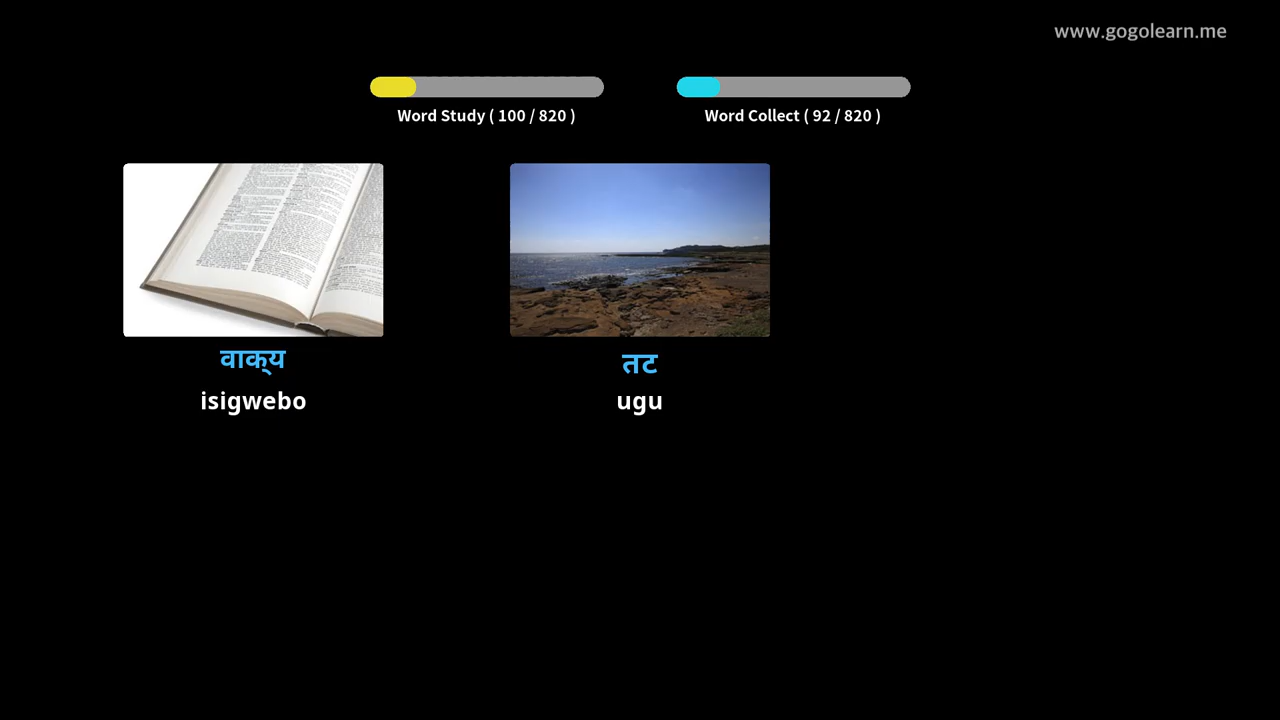 www.gogolearn.me
Word Study ( 100 / 820 )
Word Collect ( 92 / 820 )
वाक्य
isigwebo
तट
ugu